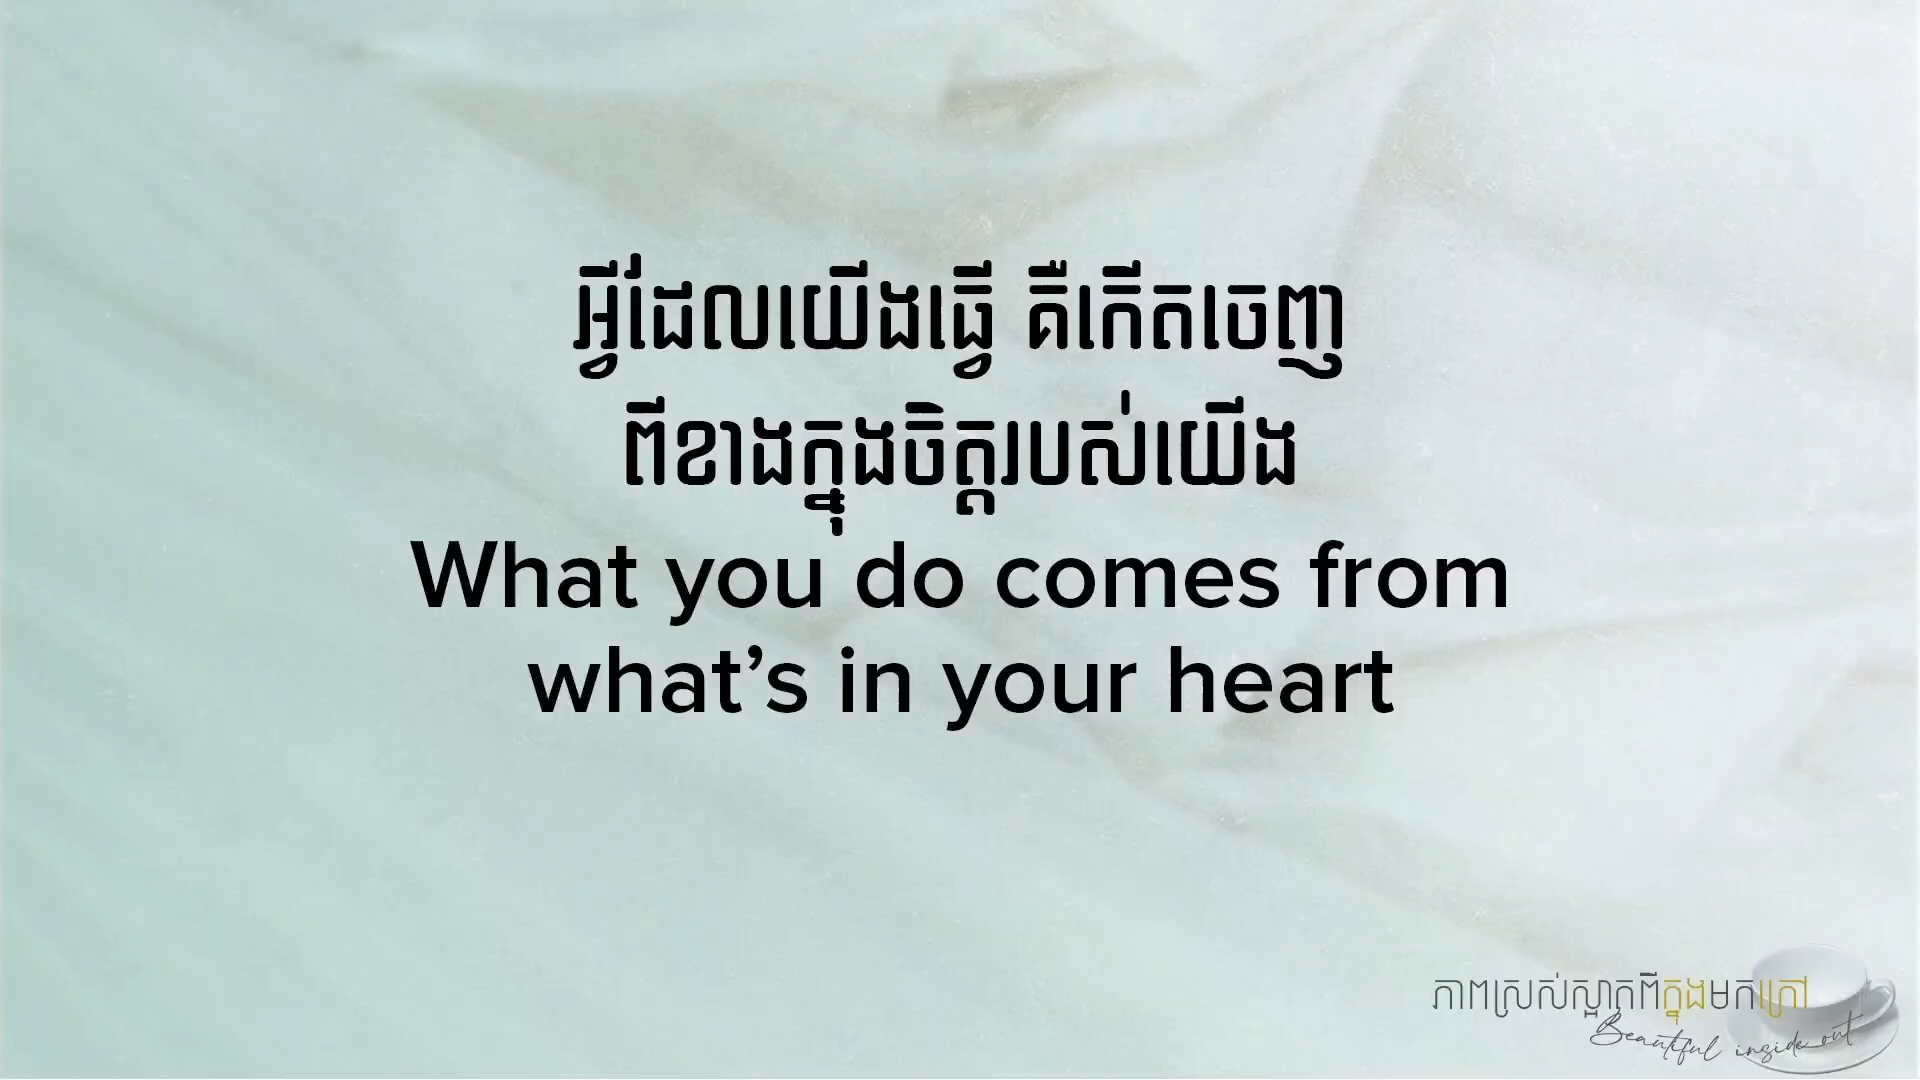 អ្វីដែលយើងធ្វើ គឺកើតចេញ
ពីខាងក្នុងចិត្តរបស់យើង
What you do comes from
what’s in your heart
ភាពស្រស់ស្អាតពីក្នុងមកក្រៅ
Beautiful inside out